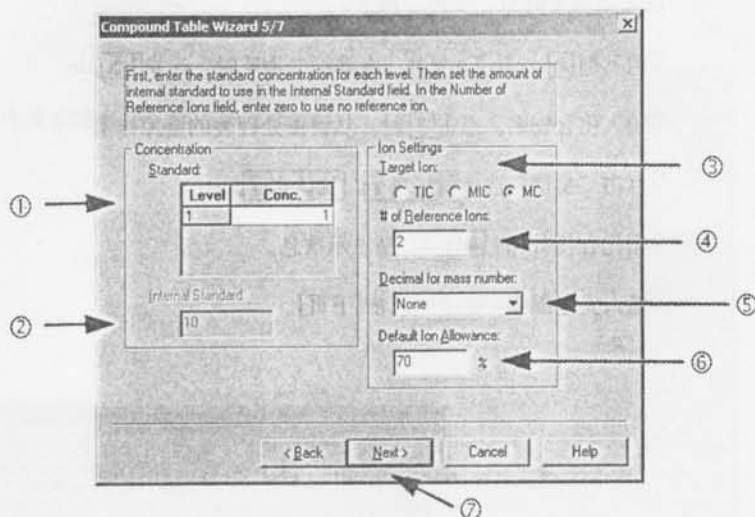 Compound Table Wizard 5/7
First, enter the standard concentration for each level. Then set the amount of
internal standard to use in the Internal Standard field. In the Number of
Reference Ions field, enter zero to use no reference ion.
Concentration
Standard:
Level Conc.
1 1
Internal Standard
10
Ion Settings
Target Ion:
TIC MIC MC
# of Reference Ions:
2
Decimal for mass number:
None
Default Ion Allowance:
70 %
< Back Next > Cancel Help
①
②
③
④
⑤
⑥
⑦